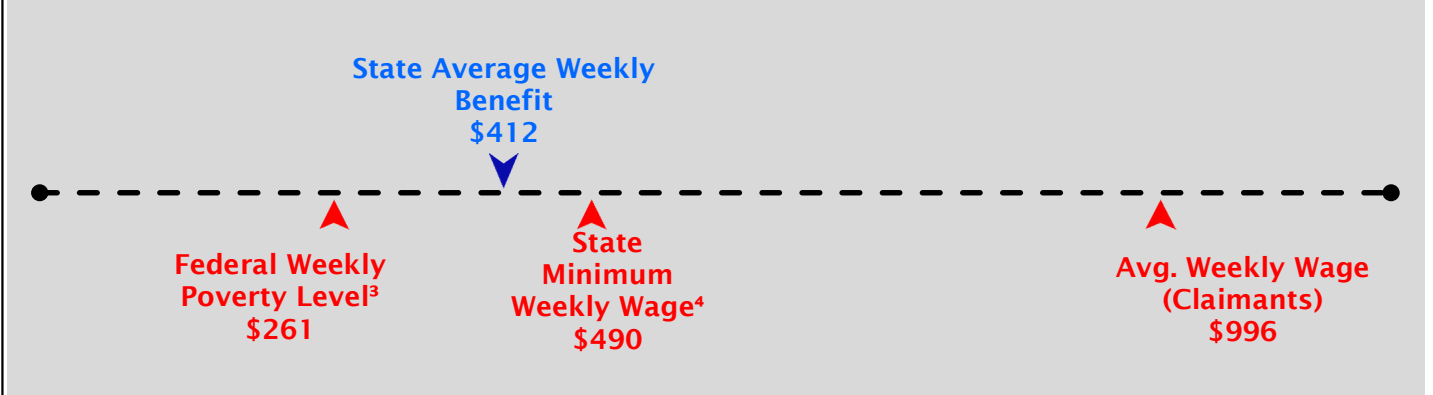 State Average Weekly
Benefit
$412
Federal Weekly
Poverty Level³
$261
State
Minimum
Weekly Wage⁴
$490
Avg. Weekly Wage
(Claimants)
$996